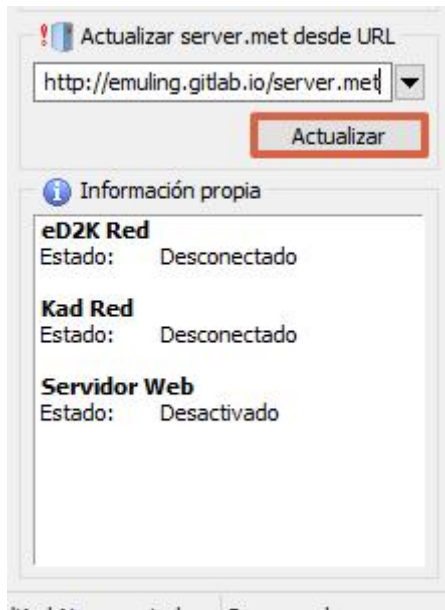 Actualizar server.met desde URL
http://emuling.gitlab.io/server.met
Actualizar
Información propia
eD2K Red
Estado: Desconectado
Kad Red
Estado: Desconectado
Servidor Web
Estado: Desactivado